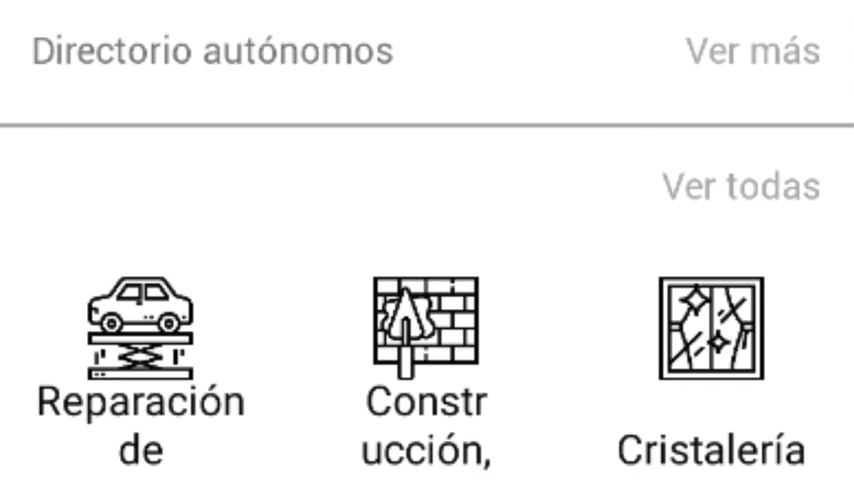 Directorio autónomos
Ver más
Ver todas
Reparación
de
Constr
ucción,
Cristalería